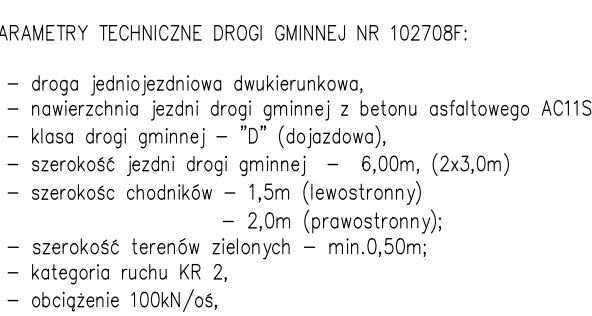 ARAMETRY TECHNICZNE DROGI GMINNEJ NR 102708F:
– droga jedniojezdniowa dwukierunkowa,
– nawierzchnia jezdni drogi gminnej z betonu asfaltowego AC11S
– klasa drogi gminnej – "D" (dojazdowa),
– szerokość jezdni drogi gminnej – 6,00m, (2x3,0m)
– szerokośc chodników – 1,5m (lewostronny)
– 2,0m (prawostronny);
– szerokość terenów zielonych – min.0,50m;
– kategoria ruchu KR 2,
– obciążenie 100kN/oś,